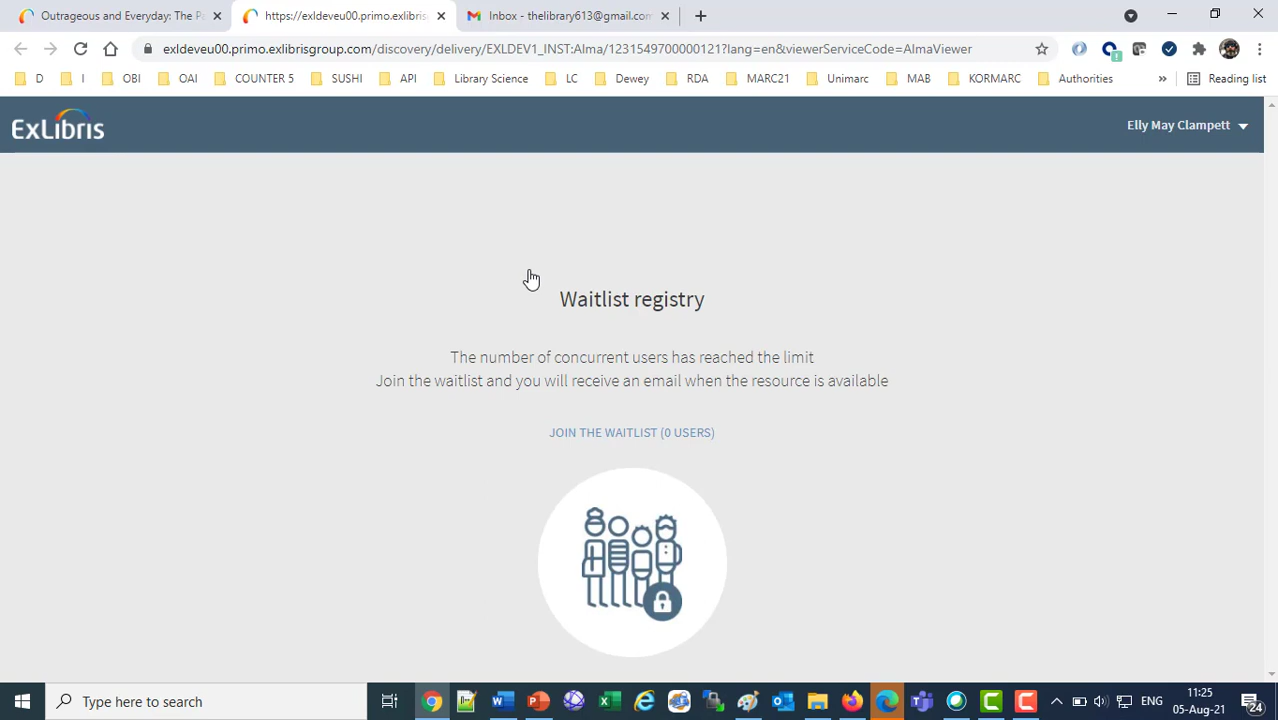 Outrageous and Everyday: The Pa
https://exldeveu00.primo.exlibris
Inbox - thelibrary613@gmail.com
exldeveu00.primo.exlibrisgroup.com/discovery/delivery/EXLDEV1_INST:Alma/1231549700000121?lang=en&viewerServiceCode=AlmaViewer
D I OBI OAI COUNTER 5 SUSHI API Library Science LC Dewey RDA MARC21 Unimarc MAB KORMARC Authorities » Reading list
ExLibris
Elly May Clampett
Waitlist registry
The number of concurrent users has reached the limit
Join the waitlist and you will receive an email when the resource is available
JOIN THE WAITLIST (0 USERS)
Type here to search
ENG
11:25
05-Aug-21
24